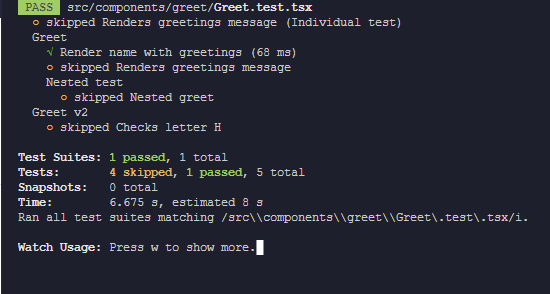 PASS src/components/greet/Greet.test.tsx
○ skipped Renders greetings message (Individual test)
Greet
√ Render name with greetings (68 ms)
○ skipped Renders greetings message
Nested test
○ skipped Nested greet
Greet v2
○ skipped Checks letter H
Test Suites: 1 passed, 1 total
Tests: 4 skipped, 1 passed, 5 total
Snapshots: 0 total
Time: 6.675 s, estimated 8 s
Ran all test suites matching /src\\components\\greet\\Greet\.test\.tsx/i.
Watch Usage: Press w to show more.